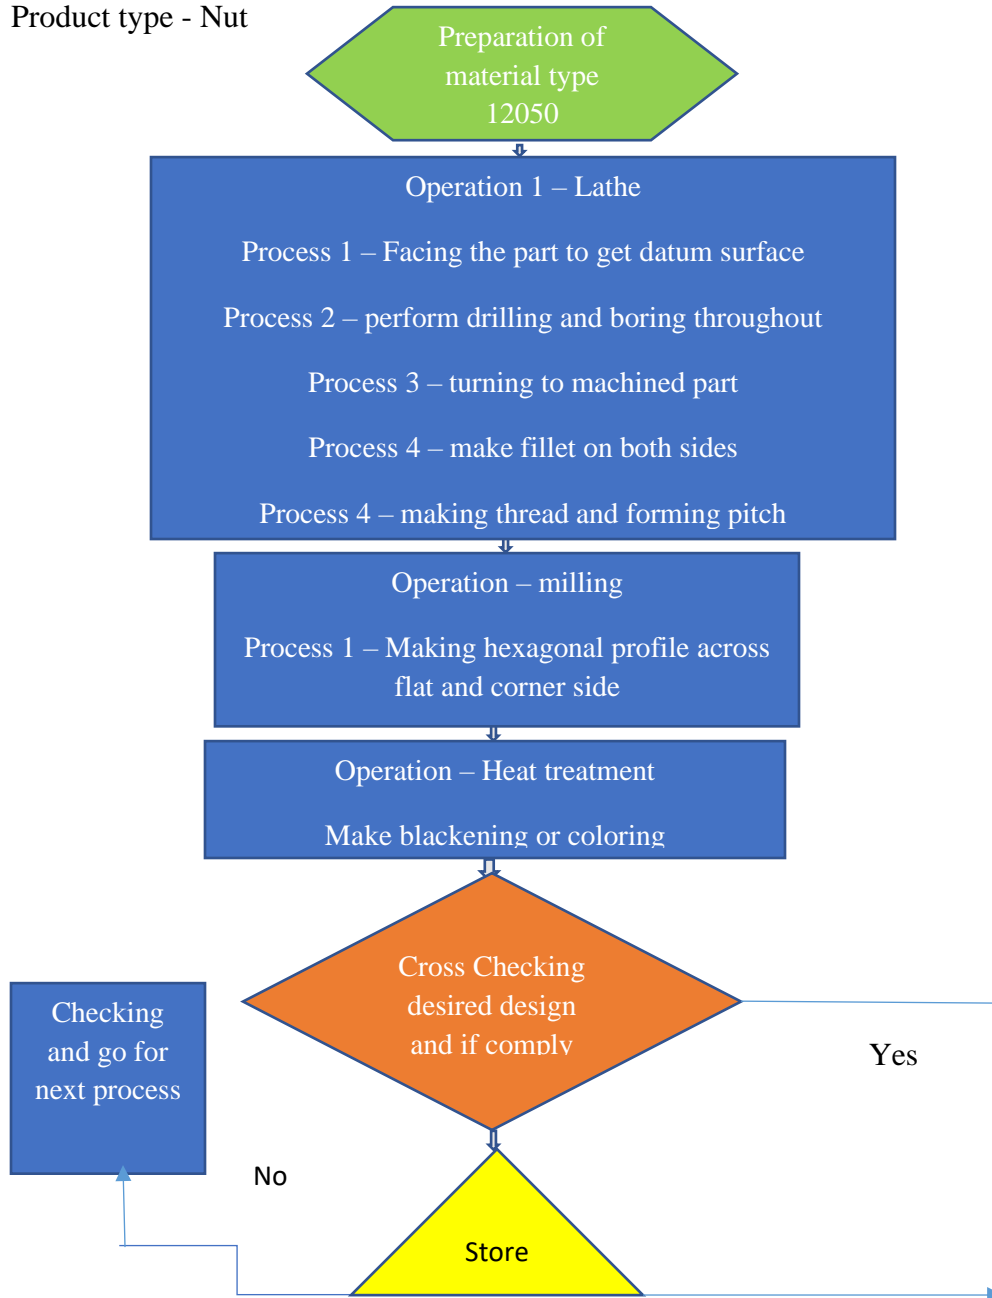 Product type - Nut
Preparation of
material type
12050
Operation 1 – Lathe
Process 1 – Facing the part to get datum surface
Process 2 – perform drilling and boring throughout
Process 3 – turning to machined part
Process 4 – make fillet on both sides
Process 4 – making thread and forming pitch
Operation – milling
Process 1 – Making hexagonal profile across
flat and corner side
Operation – Heat treatment
Make blackening or coloring
Cross Checking
desired design
and if comply
Checking
and go for
next process
Yes
No
Store